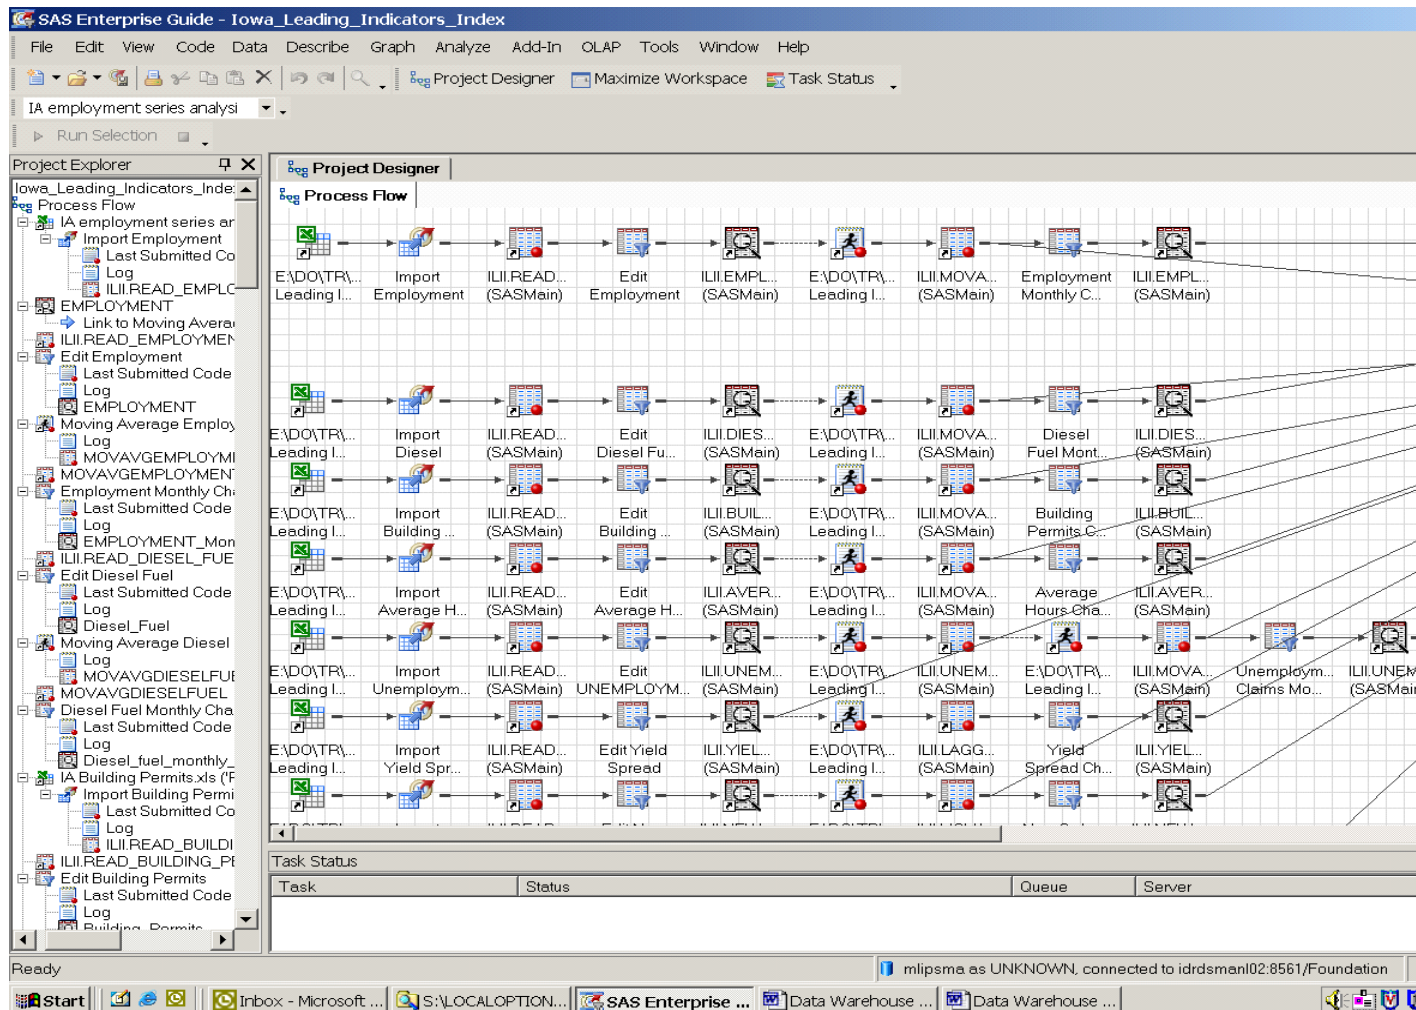 SAS Enterprise Guide - Iowa_Leading_Indicators_Index
File Edit View Code Data Describe Graph Analyze Add-In OLAP Tools Window Help
Project Designer Maximize Workspace Task Status
IA employment series analysi
Run Selection
Project Explorer
Iowa_Leading_Indicators_Inde
Process Flow
IA employment series ar
Import Employment
Last Submitted Co
Log
ILII.READ_EMPLC
EMPLOYMENT
Link to Moving Avera
ILII.READ_EMPLOYMEN
Edit Employment
Last Submitted Code
Log
EMPLOYMENT
Moving Average Employ
Log
MOVAVGEMPLOYMI
MOVAVGEMPLOYMENT
Employment Monthly Ch
Last Submitted Code
Log
EMPLOYMENT_Mon
ILII.READ_DIESEL_FUE
Edit Diesel Fuel
Last Submitted Code
Log
Diesel_Fuel
Moving Average Diesel
Log
MOVAVGDIESELFUE
MOVAVGDIESELFUEL
Diesel Fuel Monthly Cha
Last Submitted Code
Log
Diesel_fuel_monthly_
IA Building Permits.xls ('F
Import Building Permi
Last Submitted Co
Log
ILII.READ_BUILDI
ILII.READ_BUILDING_PE
Edit Building Permits
Last Submitted Code
Log
Building_Permits
Project Designer
Process Flow
E:\DO\TR\... Import ILII.READ... Edit ILII.EMPL... E:\DO\TR\... ILII.MOVA... Employment ILII.EMPL...
Leading I... Employment (SASMain) Employment (SASMain) Leading I... (SASMain) Monthly C... (SASMain)
E:\DO\TR\... Import ILII.READ... Edit ILII.DIES... E:\DO\TR\... ILII.MOVA... Diesel ILII.DIES...
Leading I... Diesel (SASMain) Diesel Fu... (SASMain) Leading I... (SASMain) Fuel Mont... (SASMain)
E:\DO\TR\... Import ILII.READ... Edit ILII.BUIL... E:\DO\TR\... ILII.MOVA... Building ILII.BUIL...
Leading I... Building ... (SASMain) Building ... (SASMain) Leading I... (SASMain) Permits C... (SASMain)
E:\DO\TR\... Import ILII.READ... Edit ILII.AVER... E:\DO\TR\... ILII.MOVA... Average ILII.AVER...
Leading I... Average H... (SASMain) Average H... (SASMain) Leading I... (SASMain) Hours Cha... (SASMain)
E:\DO\TR\... Import ILII.READ... Edit ILII.UNEM... E:\DO\TR\... ILII.UNEM... E:\DO\TR\... ILII.MOVA... Unemploym... ILII.UNEM
Leading I... Unemploym... (SASMain) UNEMPLOYM... (SASMain) Leading I... (SASMain) Leading I... (SASMain) Claims Mo... (SASMain
E:\DO\TR\... Import ILII.READ... Edit Yield ILII.YIEL... E:\DO\TR\... ILII.LAGG... Yield ILII.YIEL...
Leading I... Yield Spr... (SASMain) Spread (SASMain) Leading I... (SASMain) Spread Ch... (SASMain)
Task Status
Task Status Queue Server
Ready mlipsma as UNKNOWN, connected to idrdsmanl02:8561/Foundation
Start Inbox - Microsoft ... S:\LOCALOPTION... SAS Enterprise ... Data Warehouse ... Data Warehouse ...